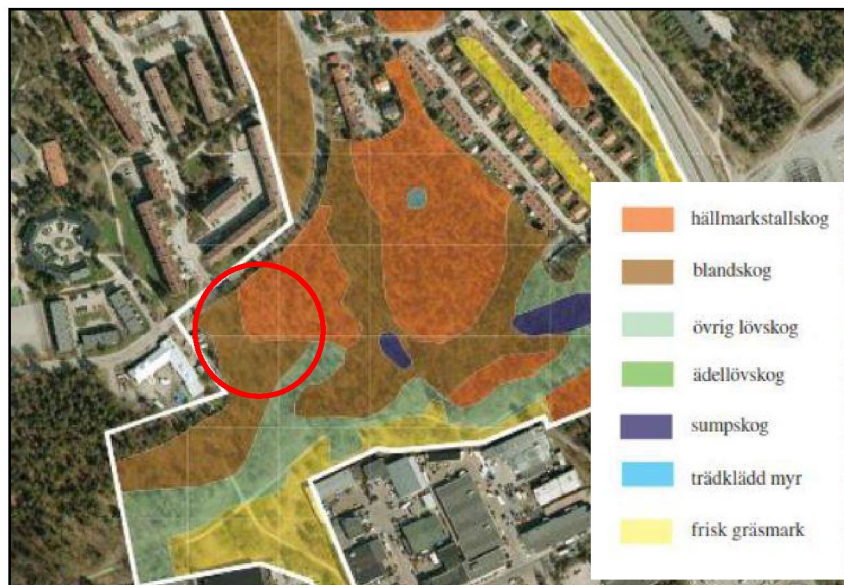 hällmarkstallskog
blandskog
övrig lövskog
ädellövskog
sumpskog
trädklädd myr
frisk gräsmark